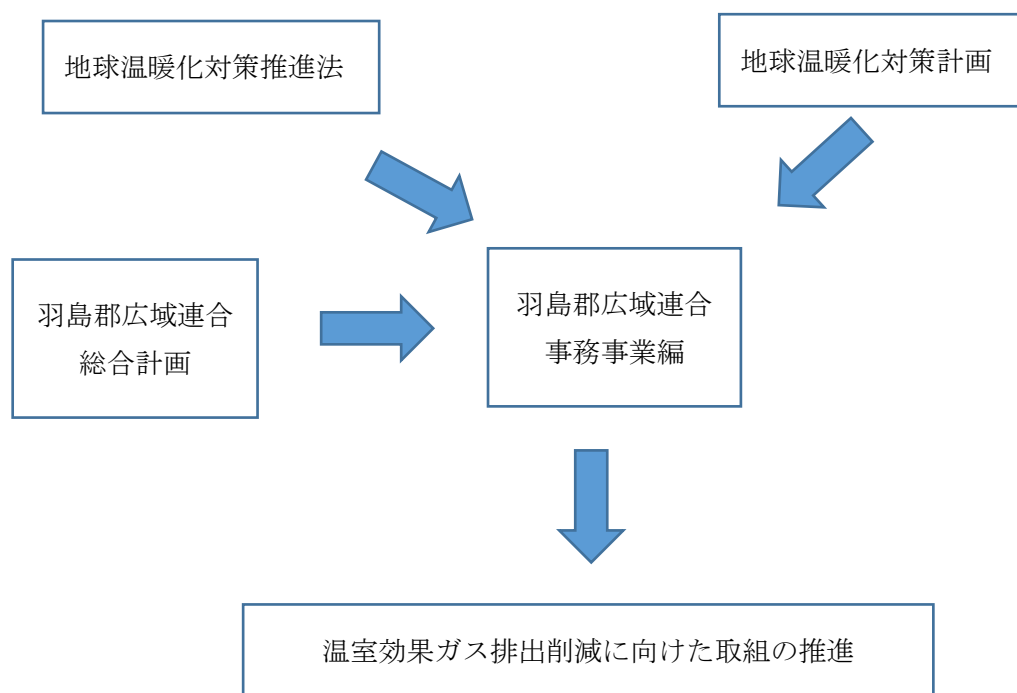 地球温暖化対策推進法
地球温暖化対策計画
羽島郡広域連合
総合計画
羽島郡広域連合
事務事業編
温室効果ガス排出削減に向けた取組の推進